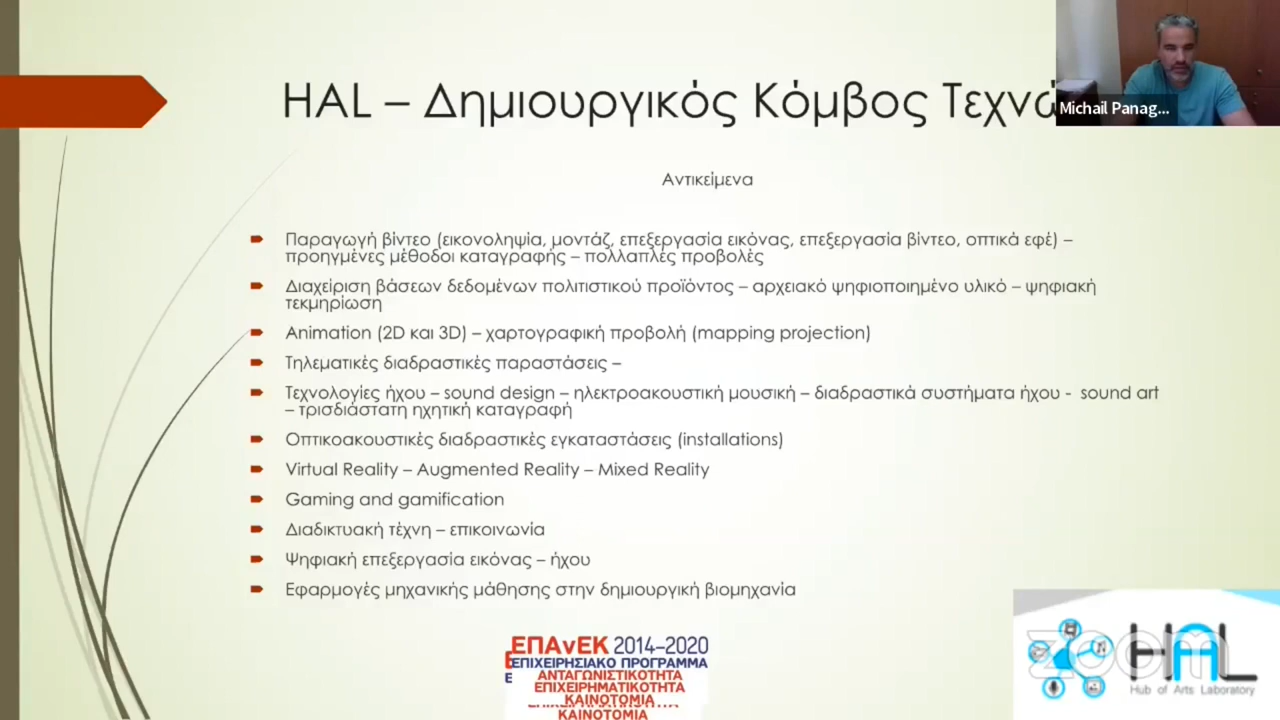 HAL – Δημιουργικός Κόμβος Τεχνώ
Michail Panag...
Αντικείμενα
Παραγωγή βίντεο (εικονοληψία, μοντάζ, επεξεργασία εικόνας, επεξεργασία βίντεο, οπτικά εφέ) –
προηγμένες μέθοδοι καταγραφής – πολλαπλές προβολές
Διαχείριση βάσεων δεδομένων πολιτιστικού προϊόντος – αρχειακό ψηφιοποιημένο υλικό – ψηφιακή
τεκμηρίωση
Animation (2D και 3D) – χαρτογραφική προβολή (mapping projection)
Τηλεματικές διαδραστικές παραστάσεις –
Τεχνολογίες ήχου – sound design – ηλεκτροακουστική μουσική – διαδραστικά συστήματα ήχου - sound art
– τρισδιάστατη ηχητική καταγραφή
Οπτικοακουστικές διαδραστικές εγκαταστάσεις (installations)
Virtual Reality – Augmented Reality – Mixed Reality
Gaming and gamification
Διαδικτυακή τέχνη – επικοινωνία
Ψηφιακή επεξεργασία εικόνας – ήχου
Εφαρμογές μηχανικής μάθησης στην δημιουργική βιομηχανία
ΕΠΑνΕΚ 2014–2020
ΕΠΙΧΕΙΡΗΣΙΑΚΟ ΠΡΟΓΡΑΜΜΑ
ΑΝΤΑΓΩΝΙΣΤΙΚΟΤΗΤΑ
ΕΠΙΧΕΙΡΗΜΑΤΙΚΟΤΗΤΑ
ΚΑΙΝΟΤΟΜΙΑ
ΚΑΙΝΟΤΟΜΙΑ
zoom
HAL
Hub of Arts Laboratory